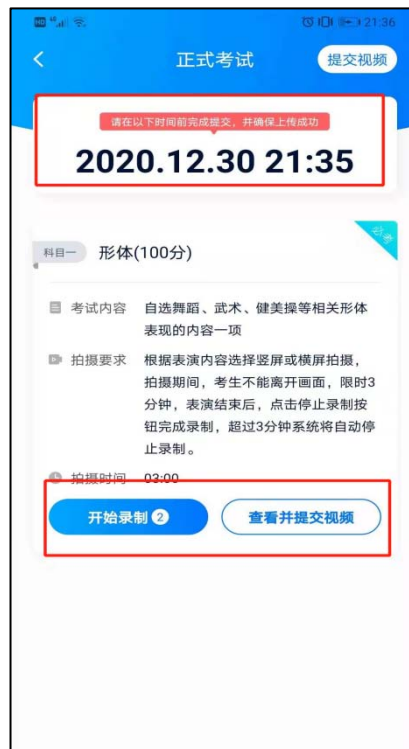 21:36
正式考试
提交视频
请在以下时间前完成提交，并确保上传成功
2020.12.30 21:35
必考
科目一 形体(100分)
考试内容 自选舞蹈、武术、健美操等相关形体
表现的内容一项
拍摄要求 根据表演内容选择竖屏或横屏拍摄，
拍摄期间，考生不能离开画面，限时3
分钟，表演结束后，点击停止录制按
钮完成录制，超过3分钟系统将自动停
止录制。
拍摄时间 03:00
开始录制 2 查看并提交视频